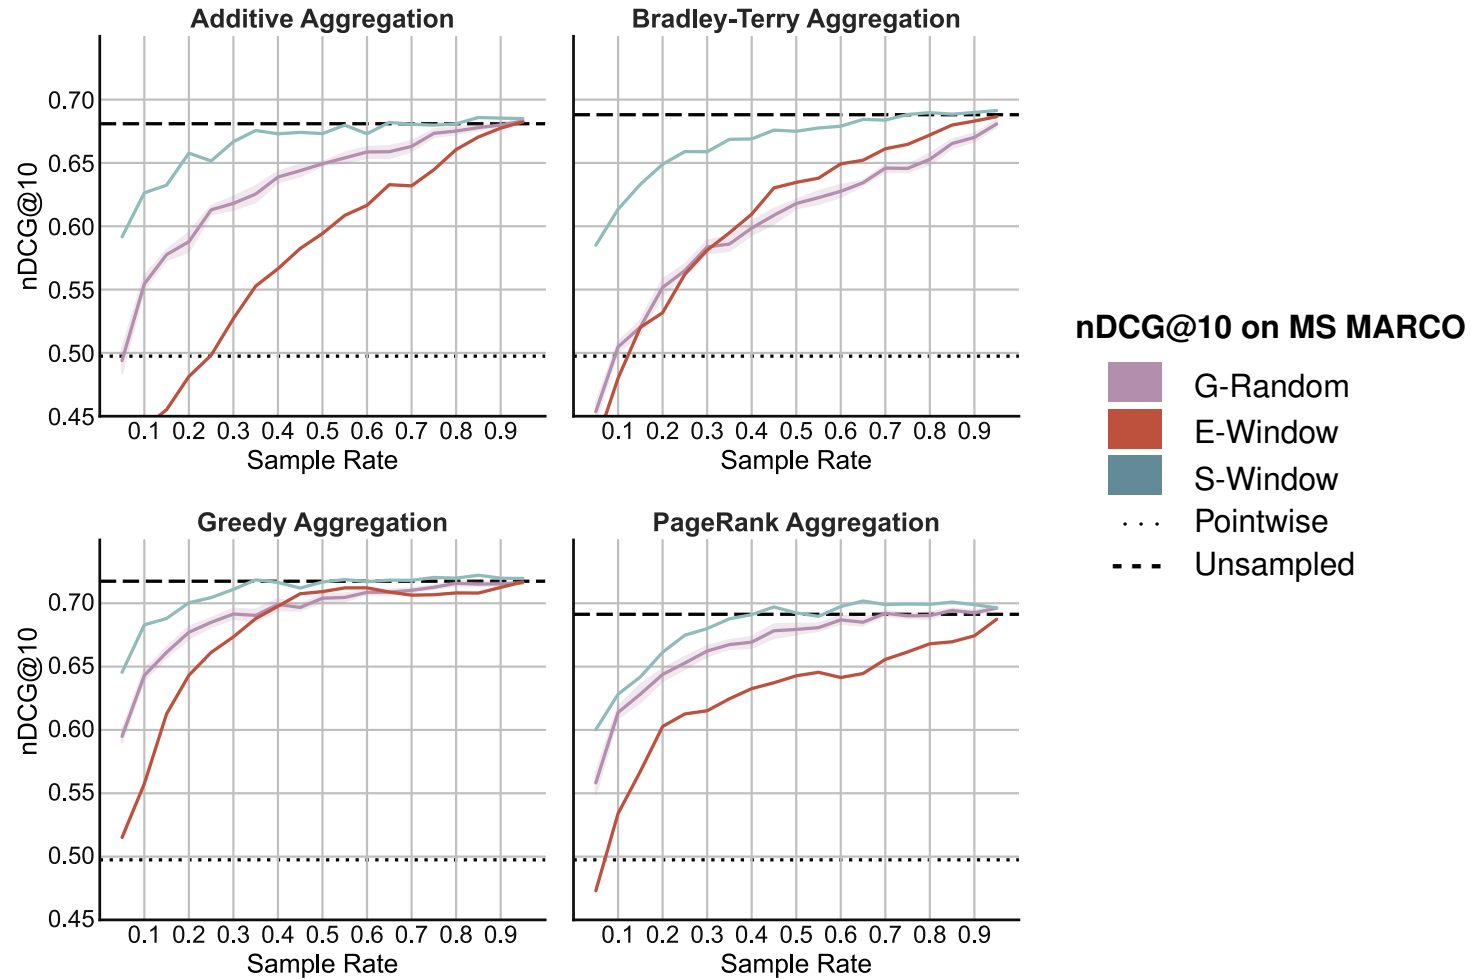 Additive Aggregation
Bradley-Terry Aggregation
nDCG@10
0.70
0.65
0.60
0.55
0.50
0.45
0.1 0.2 0.3 0.4 0.5 0.6 0.7 0.8 0.9
0.1 0.2 0.3 0.4 0.5 0.6 0.7 0.8 0.9
Sample Rate
Sample Rate
Greedy Aggregation
PageRank Aggregation
nDCG@10
0.70
0.65
0.60
0.55
0.50
0.45
0.1 0.2 0.3 0.4 0.5 0.6 0.7 0.8 0.9
0.1 0.2 0.3 0.4 0.5 0.6 0.7 0.8 0.9
Sample Rate
Sample Rate
nDCG@10 on MS MARCO
G-Random
E-Window
S-Window
Pointwise
Unsampled